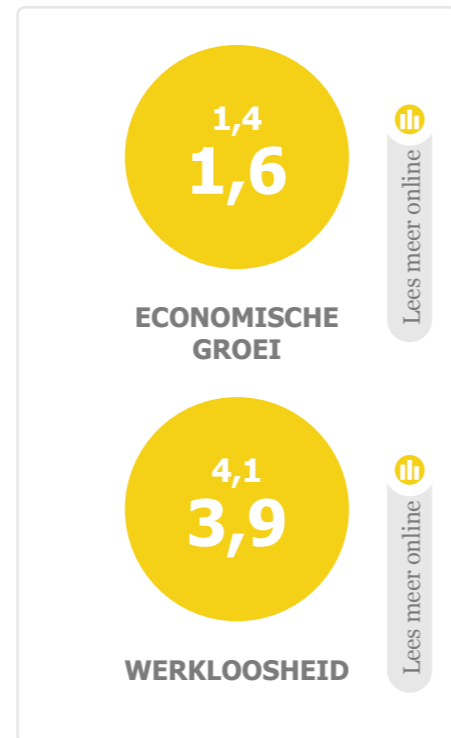 1,4
1,6
Lees meer online
ECONOMISCHE
GROEI
4,1
3,9
Lees meer online
WERKLOOSHEID